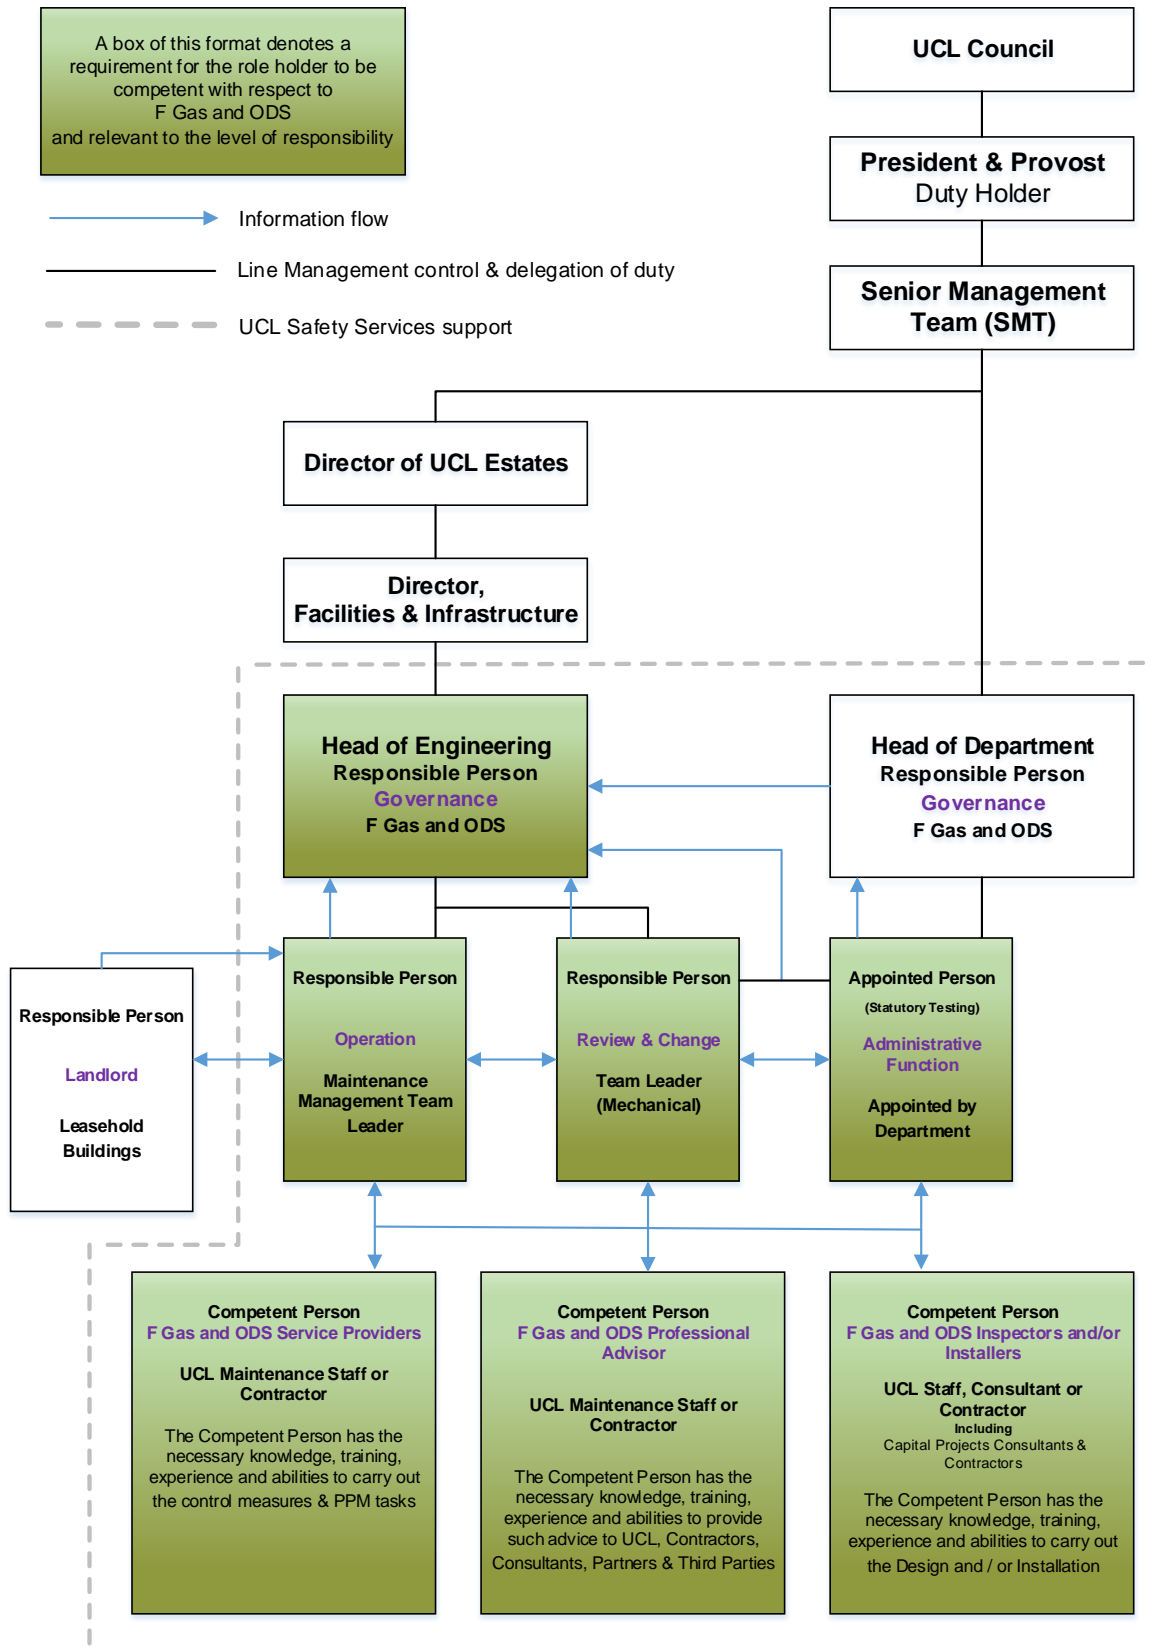 A box of this format denotes a
requirement for the role holder to be
competent with respect to
F Gas and ODS
and relevant to the level of responsibility
Information flow
Line Management control & delegation of duty
UCL Safety Services support
UCL Council
President & Provost
Duty Holder
Senior Management
Team (SMT)
Director of UCL Estates
Director,
Facilities & Infrastructure
Head of Engineering
Responsible Person
Governance
F Gas and ODS
Head of Department
Responsible Person
Governance
F Gas and ODS
Responsible Person
Landlord
Leasehold
Buildings
Responsible Person
Operation
Maintenance
Management Team
Leader
Responsible Person
Review & Change
Team Leader
(Mechanical)
Appointed Person
(Statutory Testing)
Administrative
Function
Appointed by
Department
Competent Person
F Gas and ODS Service Providers
UCL Maintenance Staff or
Contractor
The Competent Person has the
necessary knowledge, training,
experience and abilities to carry out
the control measures & PPM tasks
Competent Person
F Gas and ODS Professional
Advisor
UCL Maintenance Staff or
Contractor
The Competent Person has the
necessary knowledge, training,
experience and abilities to provide
such advice to UCL, Contractors,
Consultants, Partners & Third Parties
Competent Person
F Gas and ODS Inspectors and/or
Installers
UCL Staff, Consultant or
Contractor
Including
Capital Projects Consultants &
Contractors
The Competent Person has the
necessary knowledge, training,
experience and abilities to carry out
the Design and / or Installation